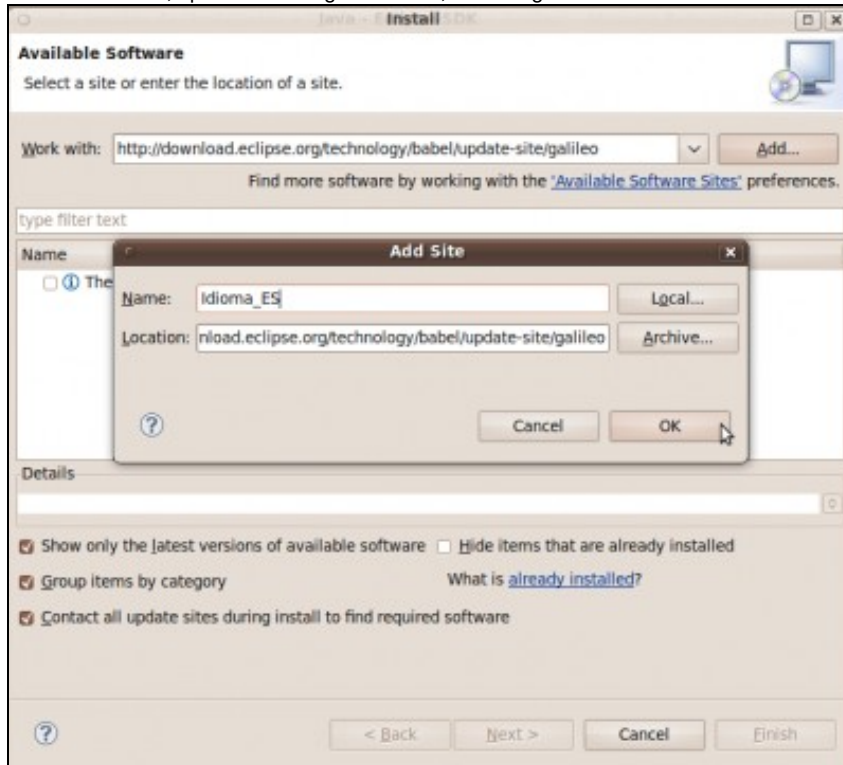 Install
Available Software
Select a site or enter the location of a site.
Work with: http://download.eclipse.org/technology/babel/update-site/galileo Add...
Find more software by working with the 'Available Software Sites' preferences.
type filter text
Name
The
Add Site
Name: Idioma_ES Local...
Location: nload.eclipse.org/technology/babel/update-site/galileo Archive...
Cancel OK
Details
Show only the latest versions of available software Hide items that are already installed
Group items by category What is already installed?
Contact all update sites during install to find required software
< Back Next > Cancel Finish